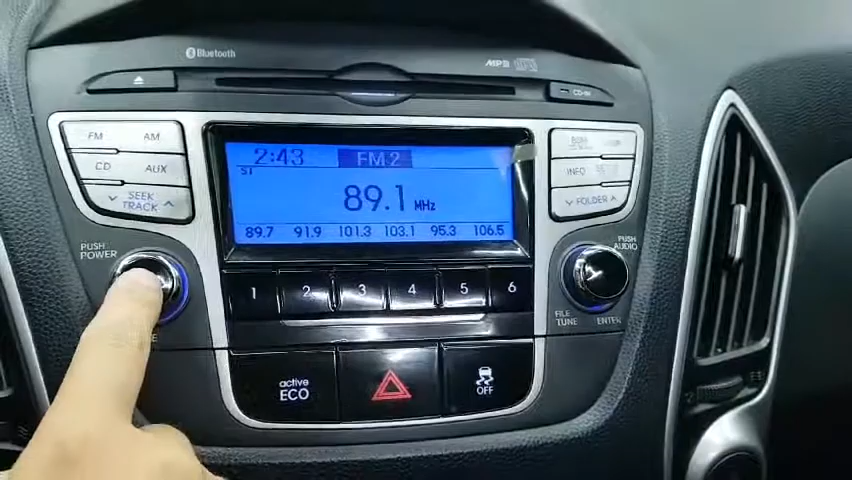 Bluetooth
MP3
CD-IN
FM AM
CD AUX
SEEK
TRACK
2:43 FM 2
ST
89.1 MHz
89.7 91.9 101.3 103.1 95.3 106.5
INFO
FOLDER
PUSH
POWER
PUSH
AUDIO
1 2 3 4 5 6
FILE
TUNE
ENTER
active
ECO
OFF